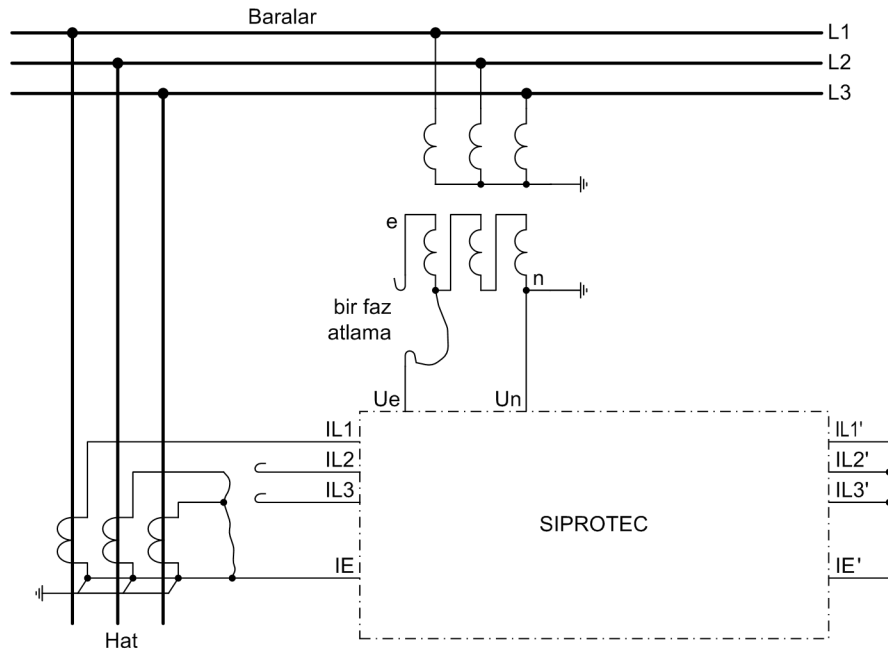 Baralar
L1
L2
L3
e
n
bir faz
atlama
Ue
Un
IL1
IL1'
IL2
IL2'
IL3
IL3'
SIPROTEC
IE
IE'
Hat